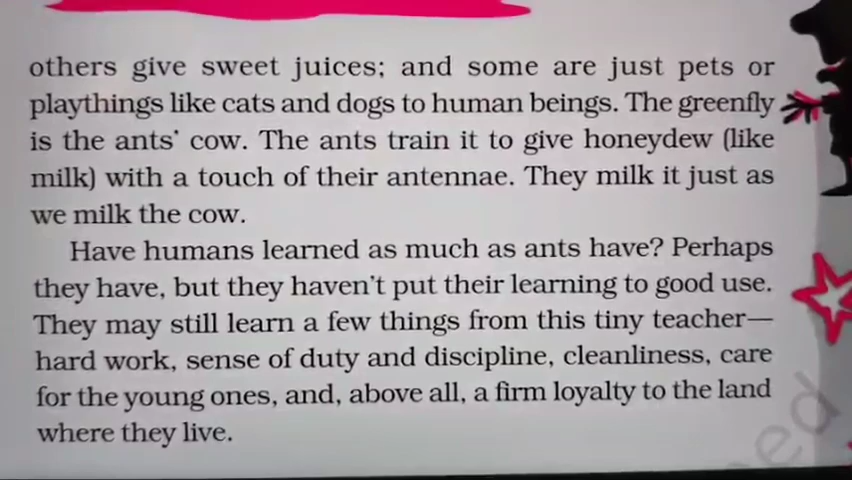 others give sweet juices; and some are just pets or
playthings like cats and dogs to human beings. The greenfly
is the ants' cow. The ants train it to give honeydew (like
milk) with a touch of their antennae. They milk it just as
we milk the cow.
Have humans learned as much as ants have? Perhaps
they have, but they haven't put their learning to good use.
They may still learn a few things from this tiny teacher—
hard work, sense of duty and discipline, cleanliness, care
for the young ones, and, above all, a firm loyalty to the land
where they live.